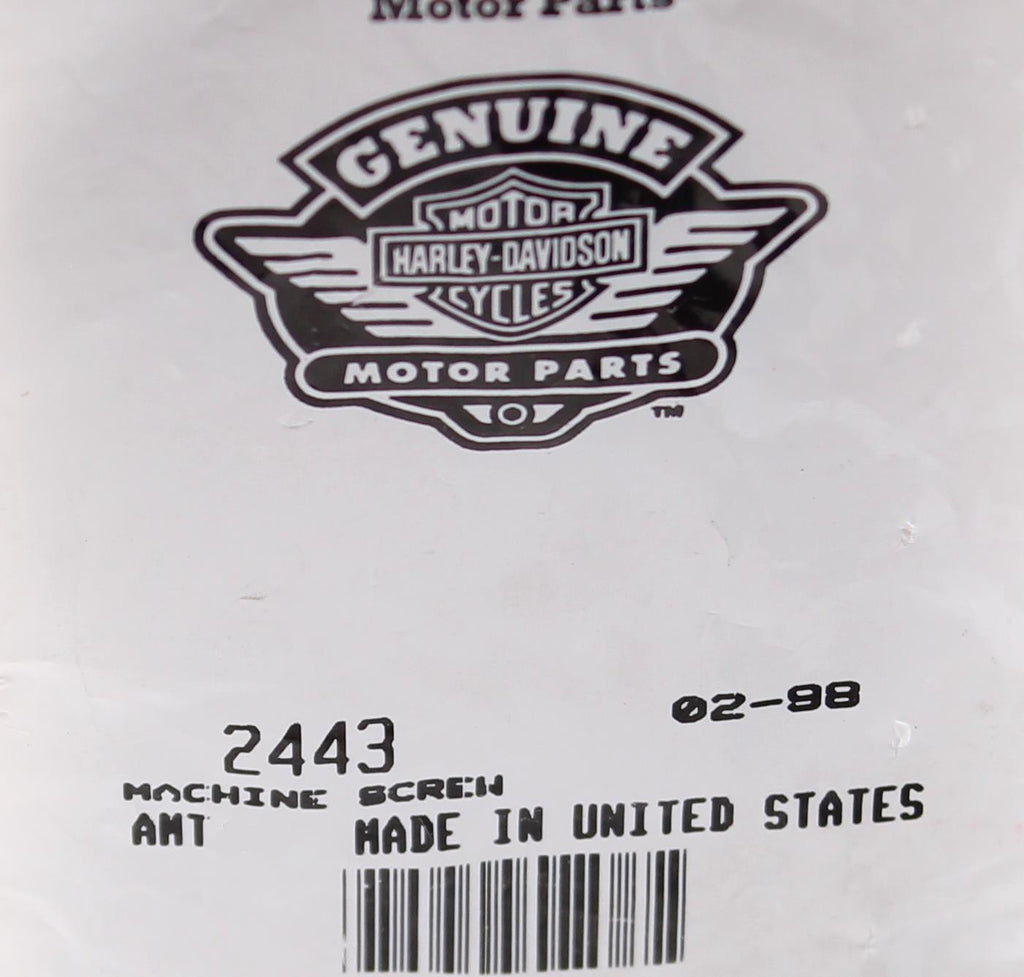 Motor Parts
GENUINE
MOTOR
HARLEY-DAVIDSON
CYCLES
MOTOR PARTS
TM
02-98
2443
MACHINE SCREW
AMT MADE IN UNITED STATES